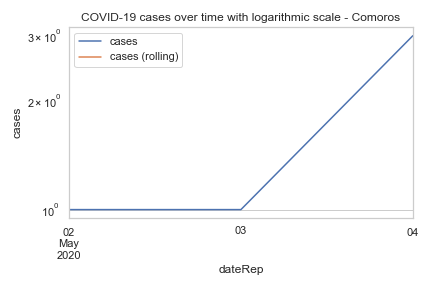 COVID-19 cases over time with logarithmic scale - Comoros
cases
cases (rolling)
3 × 10⁰
2 × 10⁰
10⁰
cases
02
May
2020
03
04
dateRep